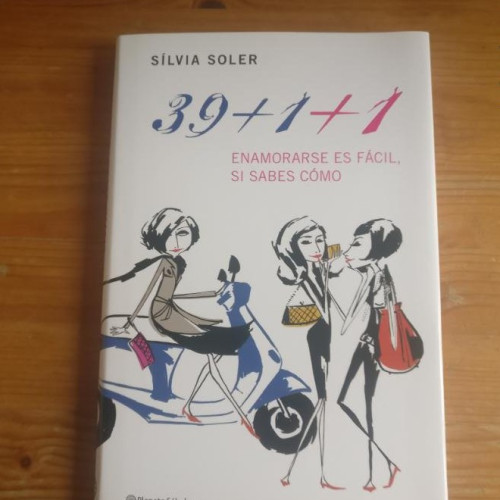 SÍLVIA SOLER
39+1+1
ENAMORARSE ES FÁCIL,
SI SABES CÓMO